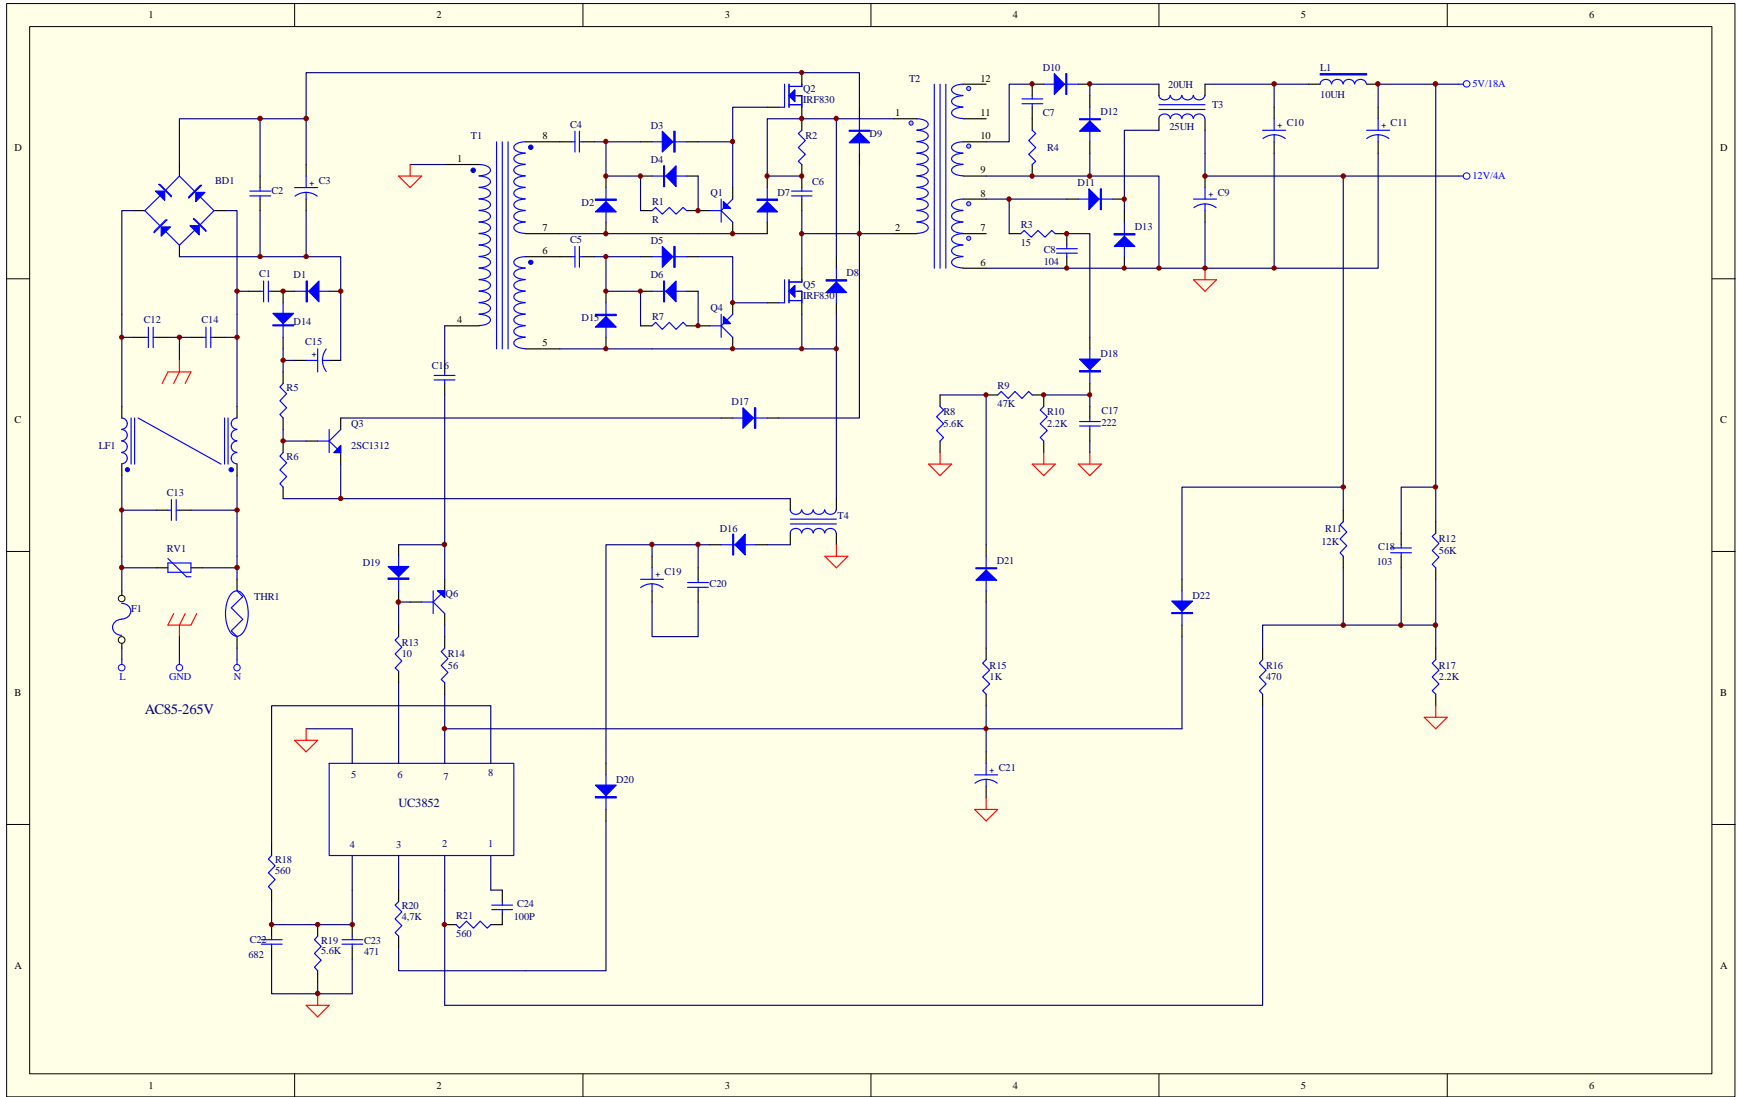 1 2 3 4 5 6
D10
12
T2
Q2
IRF830
20UH
L1
5V/18A
C7
T3
10UH
D12
25UH
1
11
C4
D3
D9
C10
C11
T1
8
R2
10
D
D
R4
D4
1
9
D11
12V/4A
BD1
C2
C3
Q1
D7
C6
8
C9
D2
R1
R
R3
15
7
2
7
D13
C5
D5
6
C8
104
6
C1
D1
D6
D8
Q5
IRF830
C12
C14
D14
D15
R7
Q4
4
5
C15
D18
C16
R5
R9
47K
D17
R8
5.6K
R10
2.2K
C17
222
C
C
Q3
2SC1312
LF1
R6
C13
T4
D16
R11
12K
C18
103
R12
56K
RV1
D19
C19
C20
D21
Q6
D22
F1
THR1
R13
10
R14
56
R15
1K
R16
470
R17
2.2K
L
GND
N
B
B
AC85-265V
5
6
7
8
C21
D20
UC3852
4
3
2
1
R18
560
R20
4,7K
C24
100P
R21
560
C22
682
R19
5.6K
C23
471
A
A
1 2 3 4 5 6